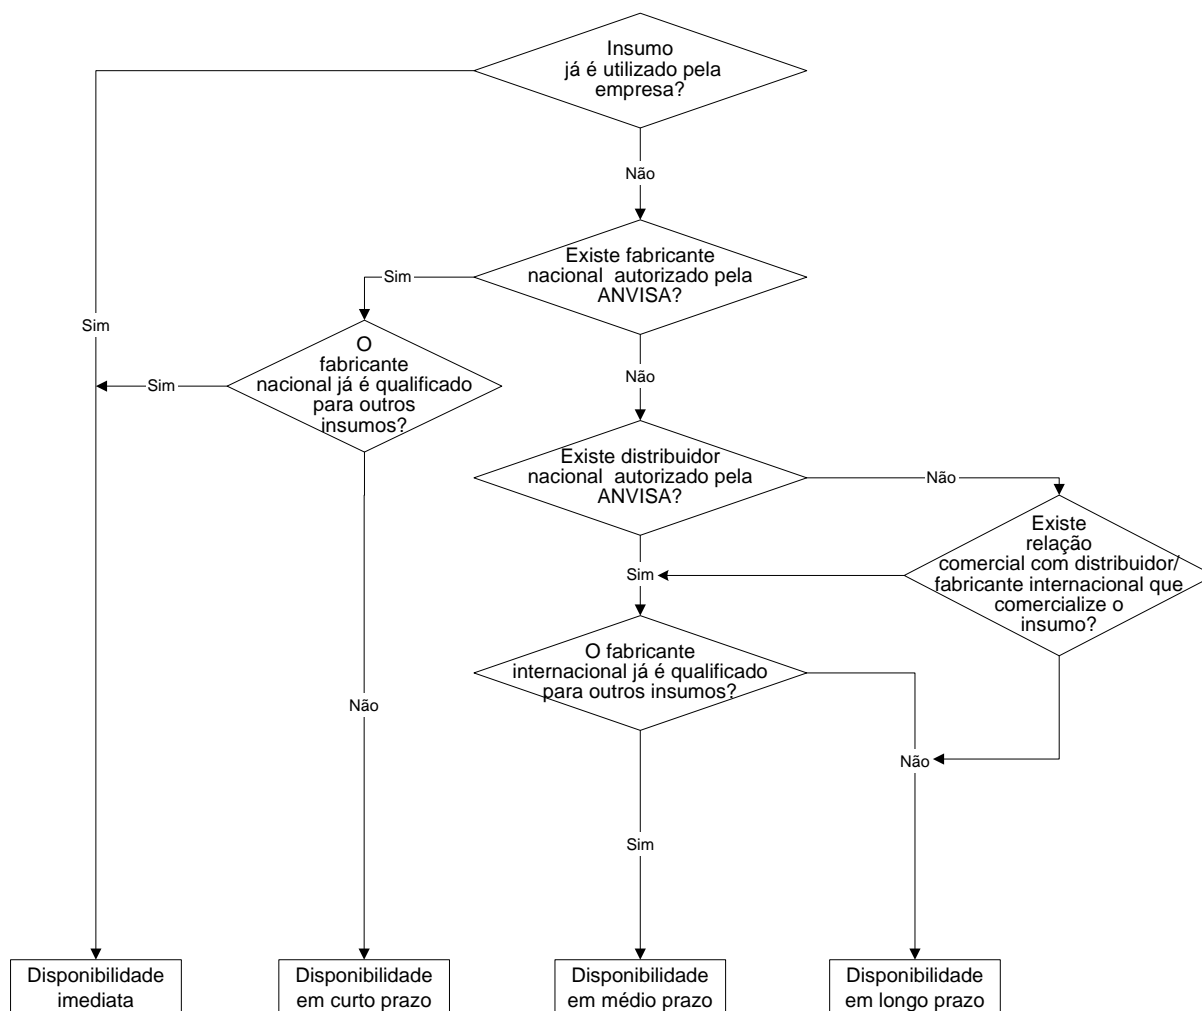 Insumo
já é utilizado pela
empresa?
Não
Existe fabricante
nacional  autorizado pela
ANVISA?
Sim
Sim
O
fabricante
nacional já é qualificado
para outros
insumos?
Sim
Não
Existe distribuidor
nacional  autorizado pela
ANVISA?
Não
Existe
relação
comercial com distribuidor/
fabricante internacional que
comercialize o
insumo?
Sim
O fabricante
internacional já é qualificado
para outros insumos?
Não
Não
Sim
Disponibilidade
imediata
Disponibilidade
em curto prazo
Disponibilidade
em médio prazo
Disponibilidade
em longo prazo